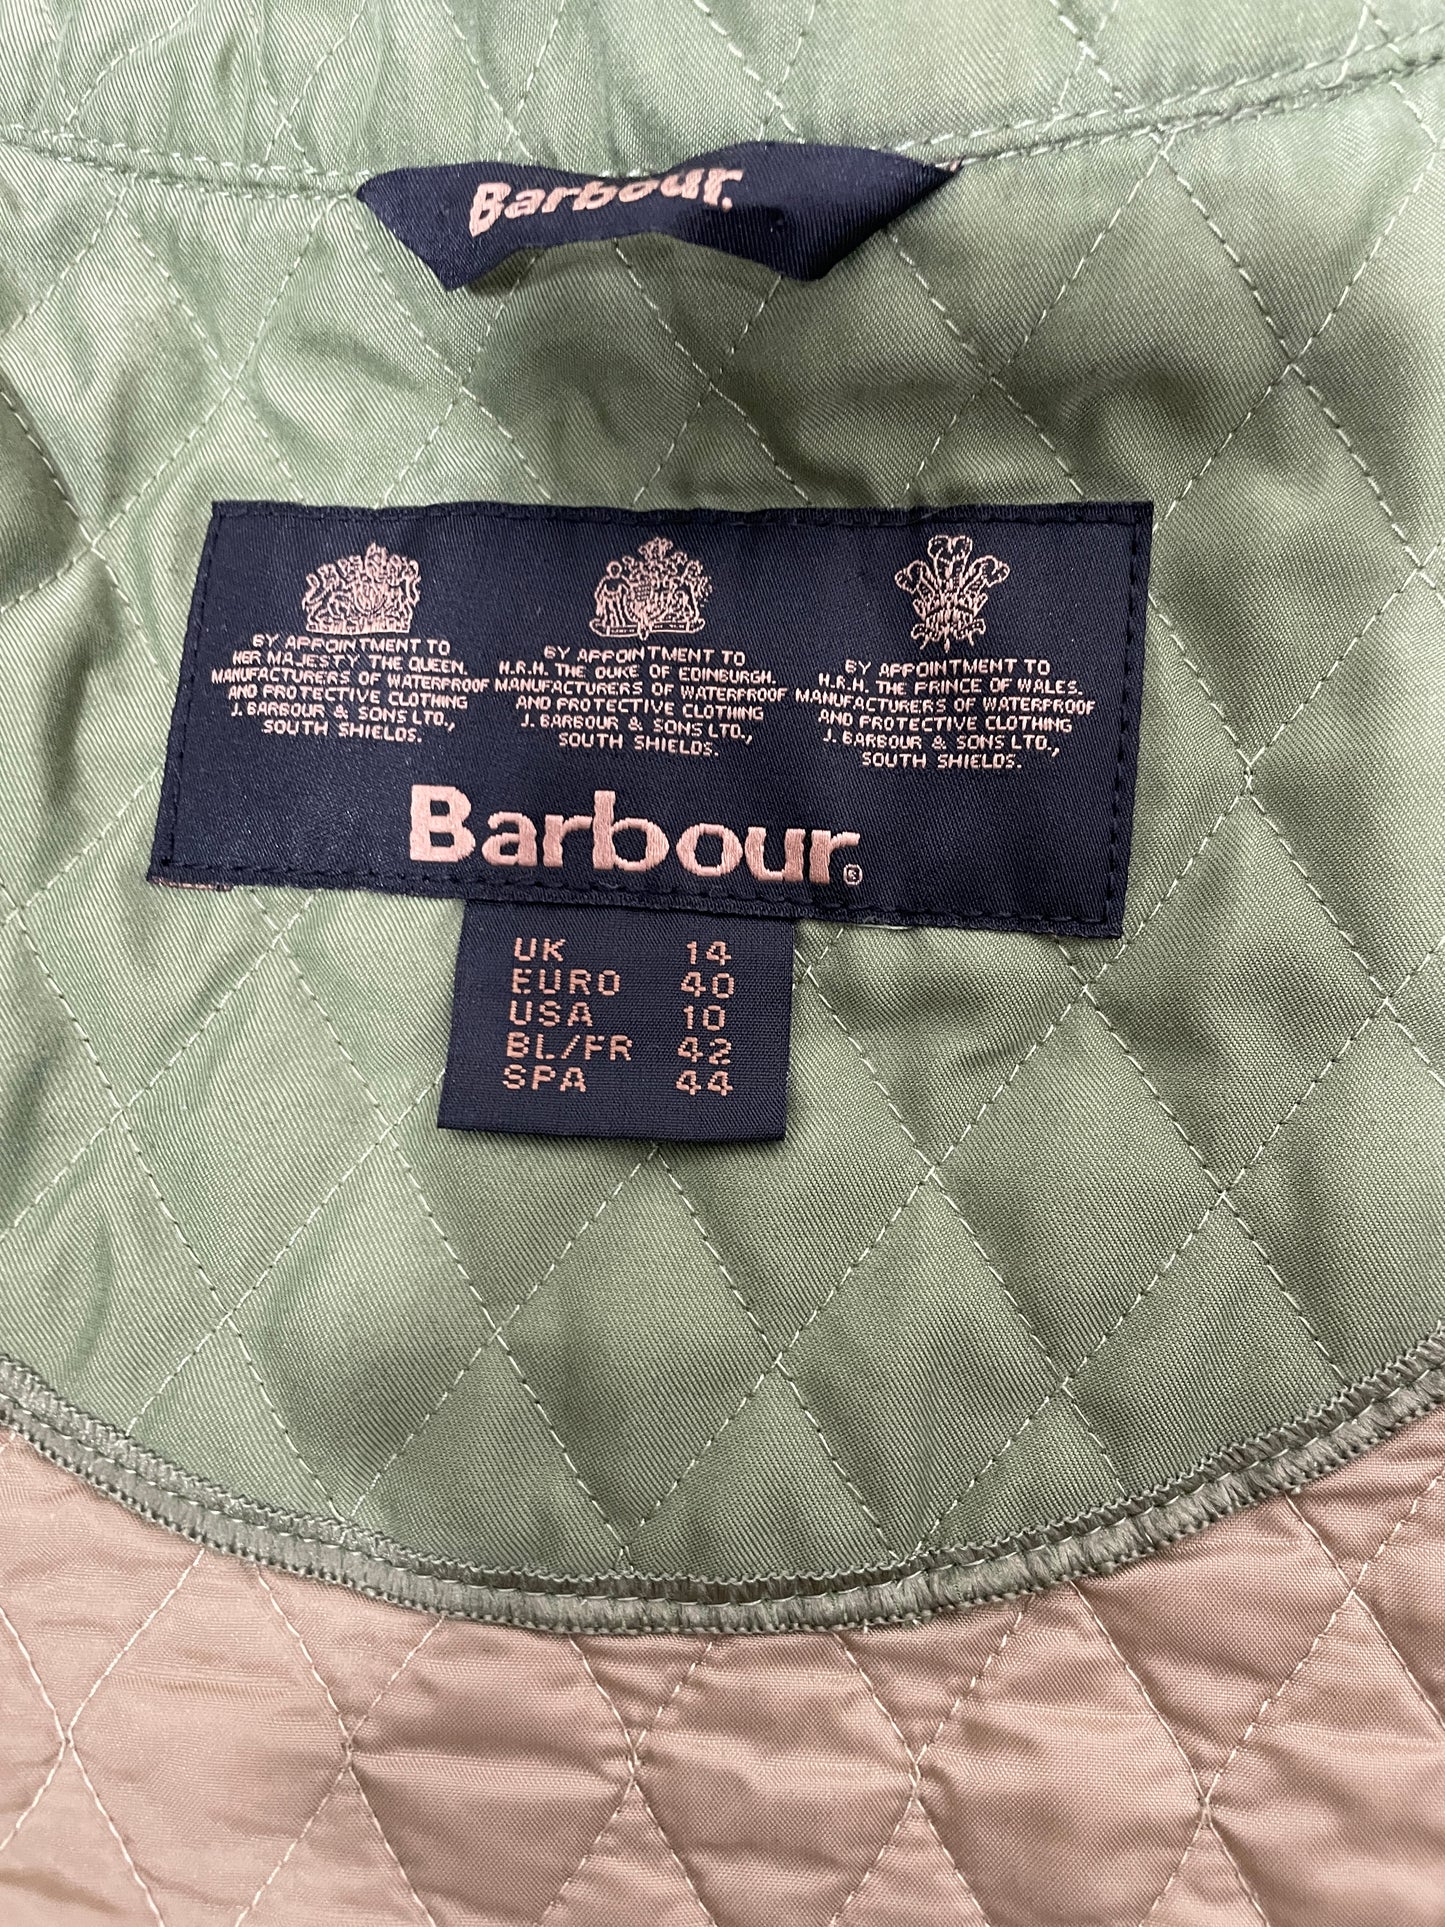 Barbour.
BY APPOINTMENT TO
HER MAJESTY THE QUEEN.
MANUFACTURERS OF WATERPROOF
AND PROTECTIVE CLOTHING
J. BARBOUR & SONS LTD.,
SOUTH SHIELDS.
BY APPOINTMENT TO
H.R.H. THE DUKE OF EDINBURGH.
MANUFACTURERS OF WATERPROOF
AND PROTECTIVE CLOTHING
J. BARBOUR & SONS LTD.,
SOUTH SHIELDS.
BY APPOINTMENT TO
H.R.H. THE PRINCE OF WALES.
MANUFACTURERS OF WATERPROOF
AND PROTECTIVE CLOTHING
J. BARBOUR & SONS LTD.,
SOUTH SHIELDS.
Barbour.®
UK 14
EURO 40
USA 10
BL/FR 42
SPA 44